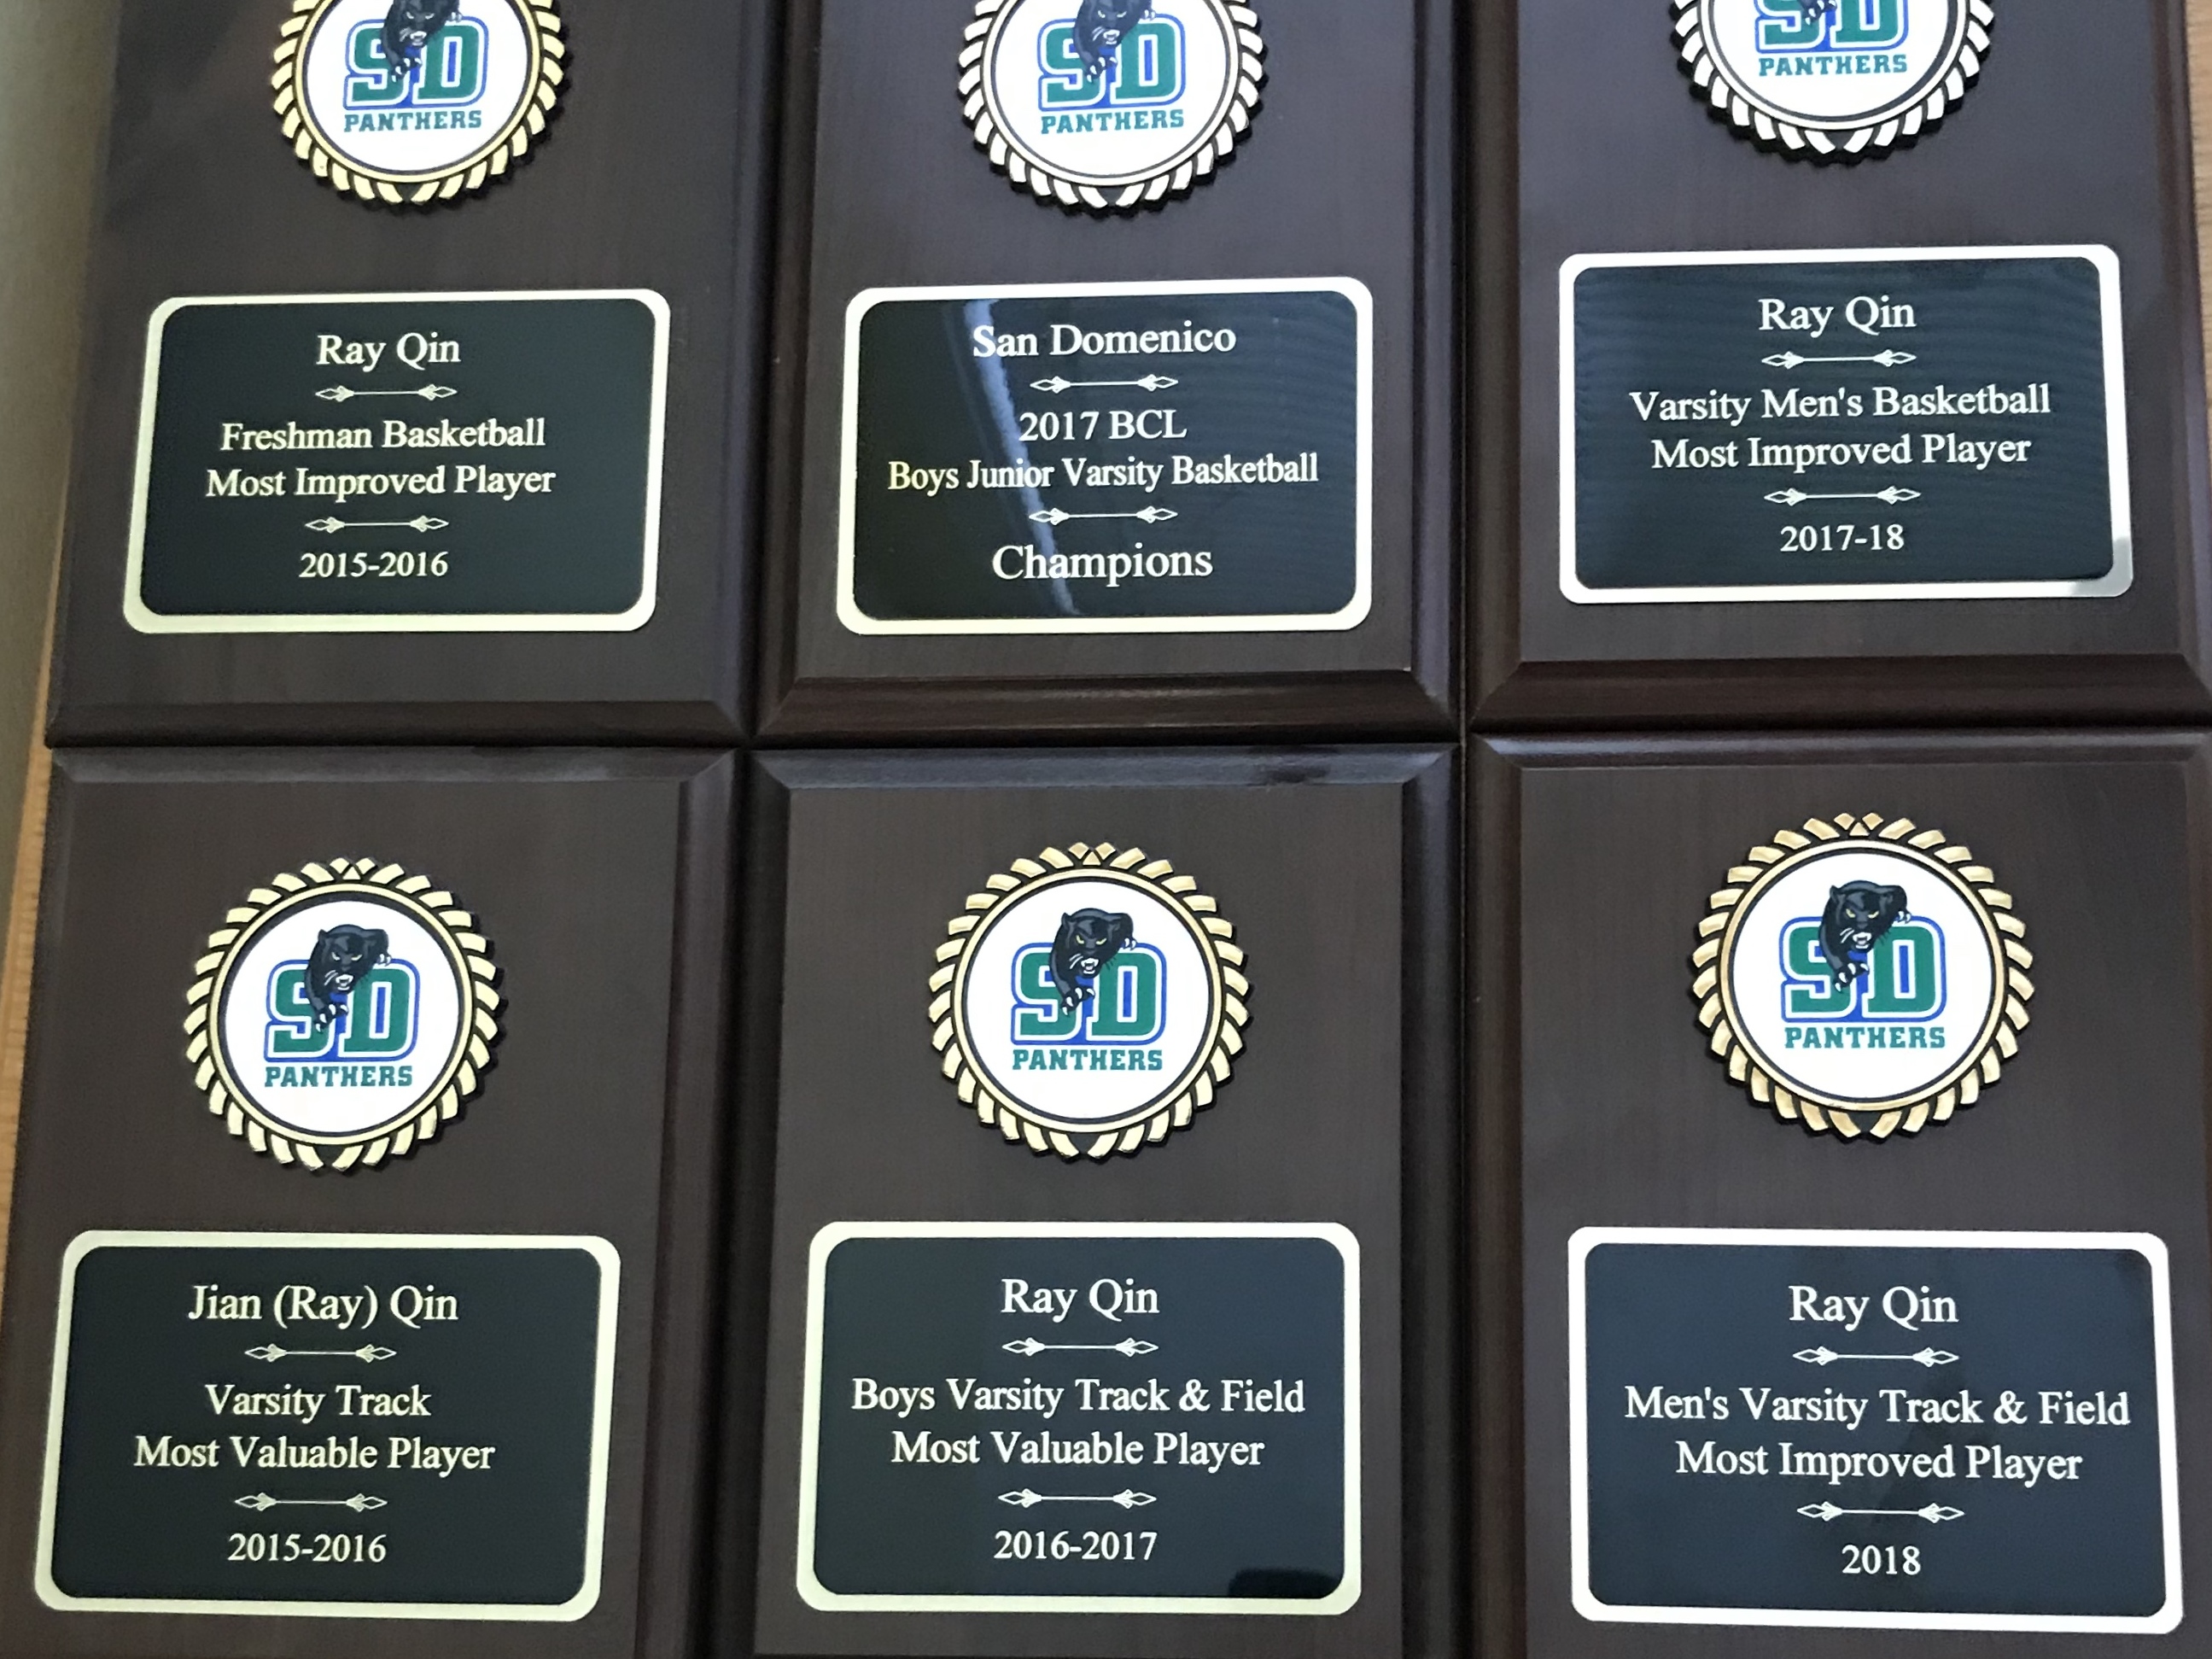 SD
PANTHERS
Ray Qin
Freshman Basketball
Most Improved Player
2015-2016
SD
PANTHERS
San Domenico
2017 BCL
Boys Junior Varsity Basketball
Champions
SD
PANTHERS
Ray Qin
Varsity Men's Basketball
Most Improved Player
2017-18
SD
PANTHERS
Jian (Ray) Qin
Varsity Track
Most Valuable Player
2015-2016
SD
PANTHERS
Ray Qin
Boys Varsity Track & Field
Most Valuable Player
2016-2017
SD
PANTHERS
Ray Qin
Men's Varsity Track & Field
Most Improved Player
2018